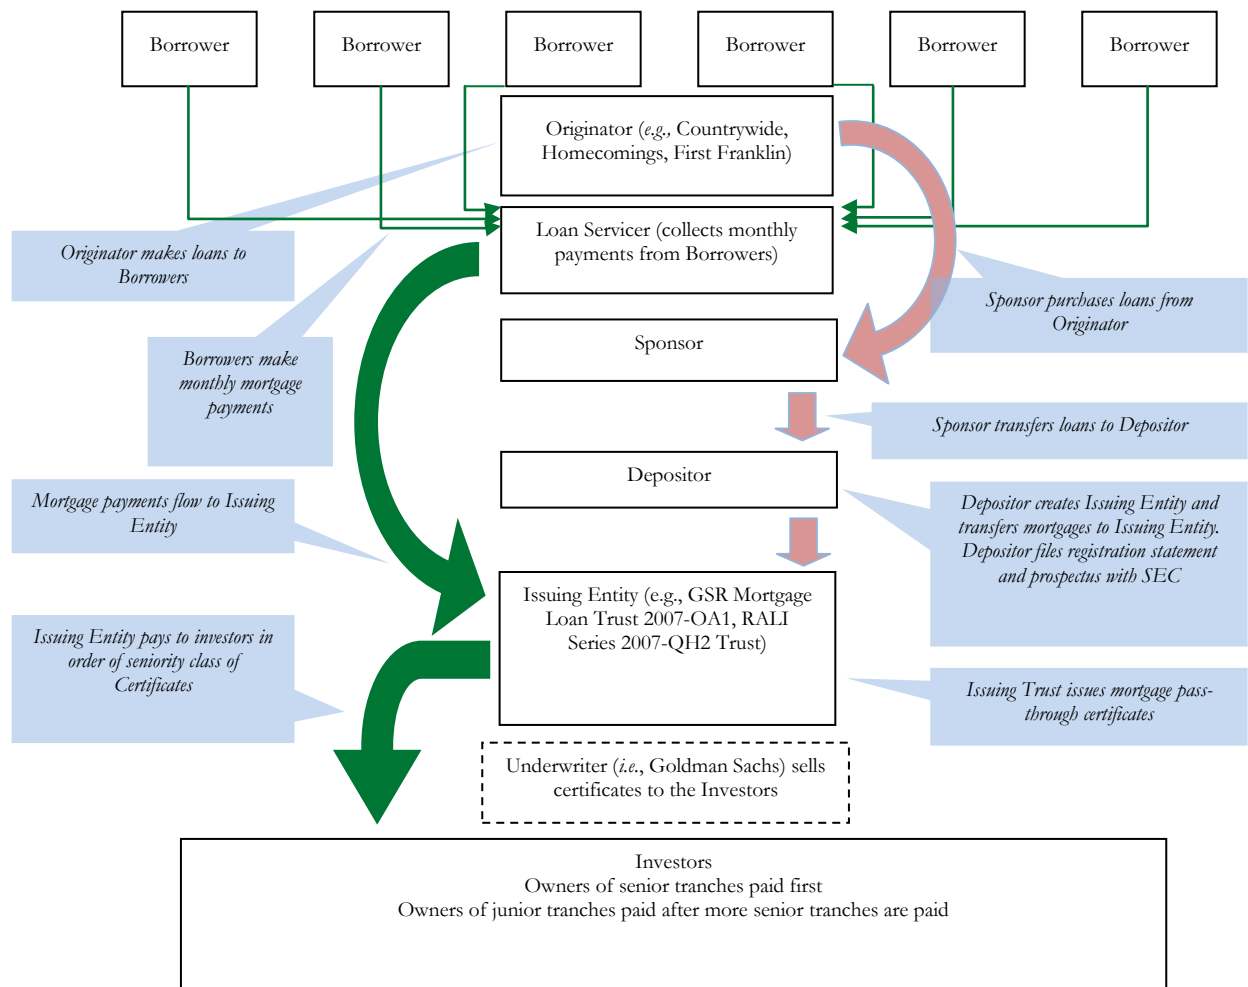 Borrower
Borrower
Borrower
Borrower
Borrower
Borrower
Originator (e.g., Countrywide,
Homecomings, First Franklin)
Loan Servicer (collects monthly
payments from Borrowers)
Originator makes loans to
Borrowers
Sponsor purchases loans from
Originator
Sponsor
Borrowers make
monthly mortgage
payments
Sponsor transfers loans to Depositor
Depositor
Mortgage payments flow to Issuing
Entity
Depositor creates Issuing Entity and
transfers mortgages to Issuing Entity.
Depositor files registration statement
and prospectus with SEC
Issuing Entity (e.g., GSR Mortgage
Loan Trust 2007-OA1, RALI
Series 2007-QH2 Trust)
Issuing Entity pays to investors in
order of seniority class of
Certificates
Issuing Trust issues mortgage pass-
through certificates
Underwriter (i.e., Goldman Sachs) sells
certificates to the Investors
Investors
Owners of senior tranches paid first
Owners of junior tranches paid after more senior tranches are paid